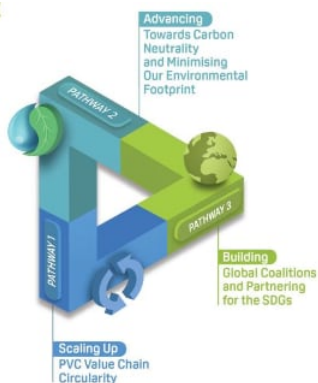 Advancing
Towards Carbon
Neutrality
and Minimising
Our Environmental
Footprint
PATHWAY 2
PATHWAY 3
PATHWAY 1
Building
Global Coalitions
and Partnering
for the SDGs
Scaling Up
PVC Value Chain
Circularity